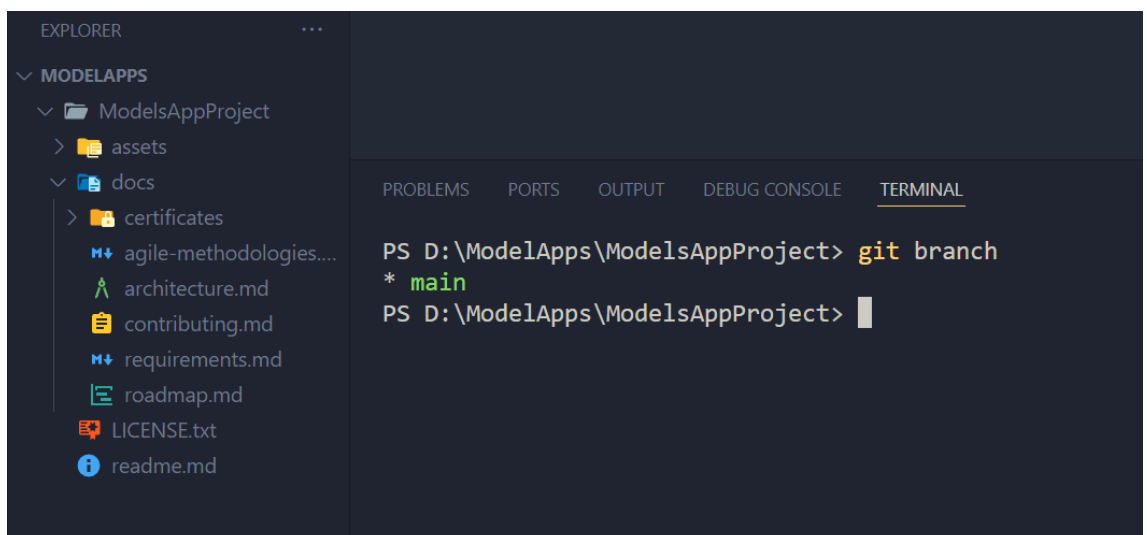 EXPLORER ...
MODELAPPS
ModelsAppProject
assets
docs
certificates
agile-methodologies....
architecture.md
contributing.md
requirements.md
roadmap.md
LICENSE.txt
readme.md
PROBLEMS PORTS OUTPUT DEBUG CONSOLE TERMINAL
PS D:\ModelApps\ModelsAppProject> git branch
* main
PS D:\ModelApps\ModelsAppProject>